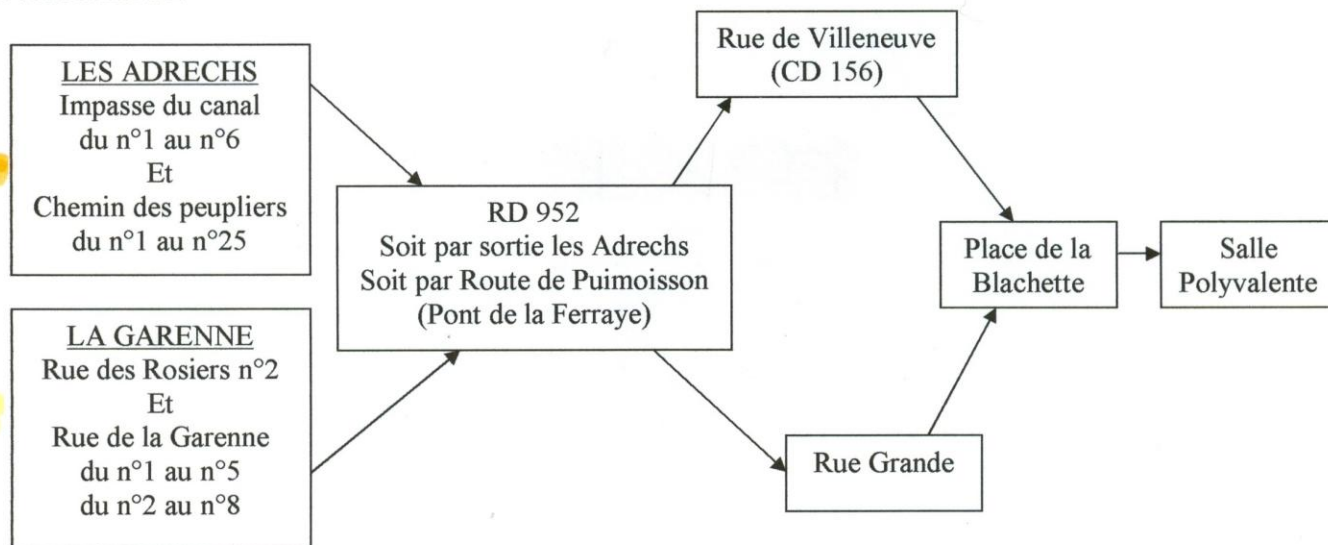 LES ADRECHS
Impasse du canal
du n°1 au n°6
Et
Chemin des peupliers
du n°1 au n°25
LA GARENNE
Rue des Rosiers n°2
Et
Rue de la Garenne
du n°1 au n°5
du n°2 au n°8
RD 952
Soit par sortie les Adrechs
Soit par Route de Puimoisson
(Pont de la Ferraye)
Rue de Villeneuve
(CD 156)
Rue Grande
Place de la
Blachette
Salle
Polyvalente